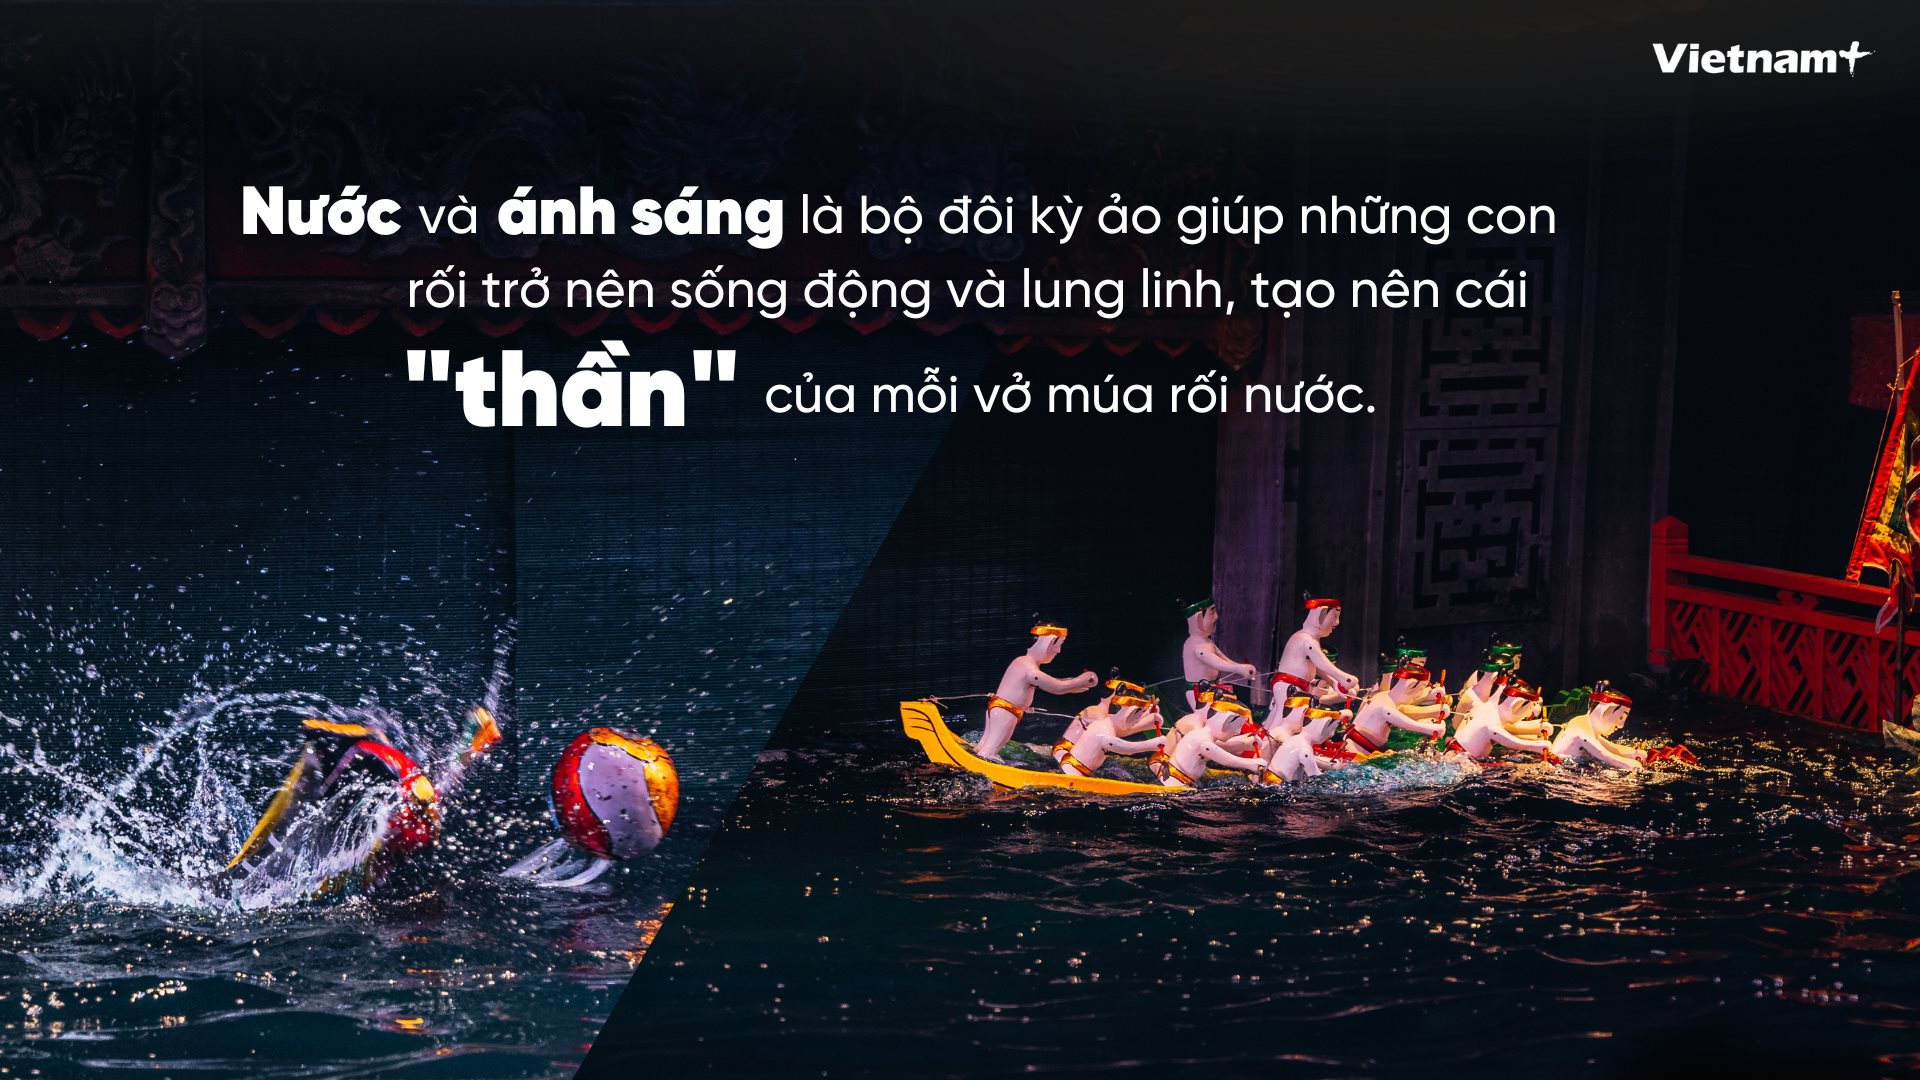 Vietnam+
Nước và ánh sáng là bộ đôi kỳ ảo giúp những con
rối trở nên sống động và lung linh, tạo nên cái
"thần" của mỗi vở múa rối nước.